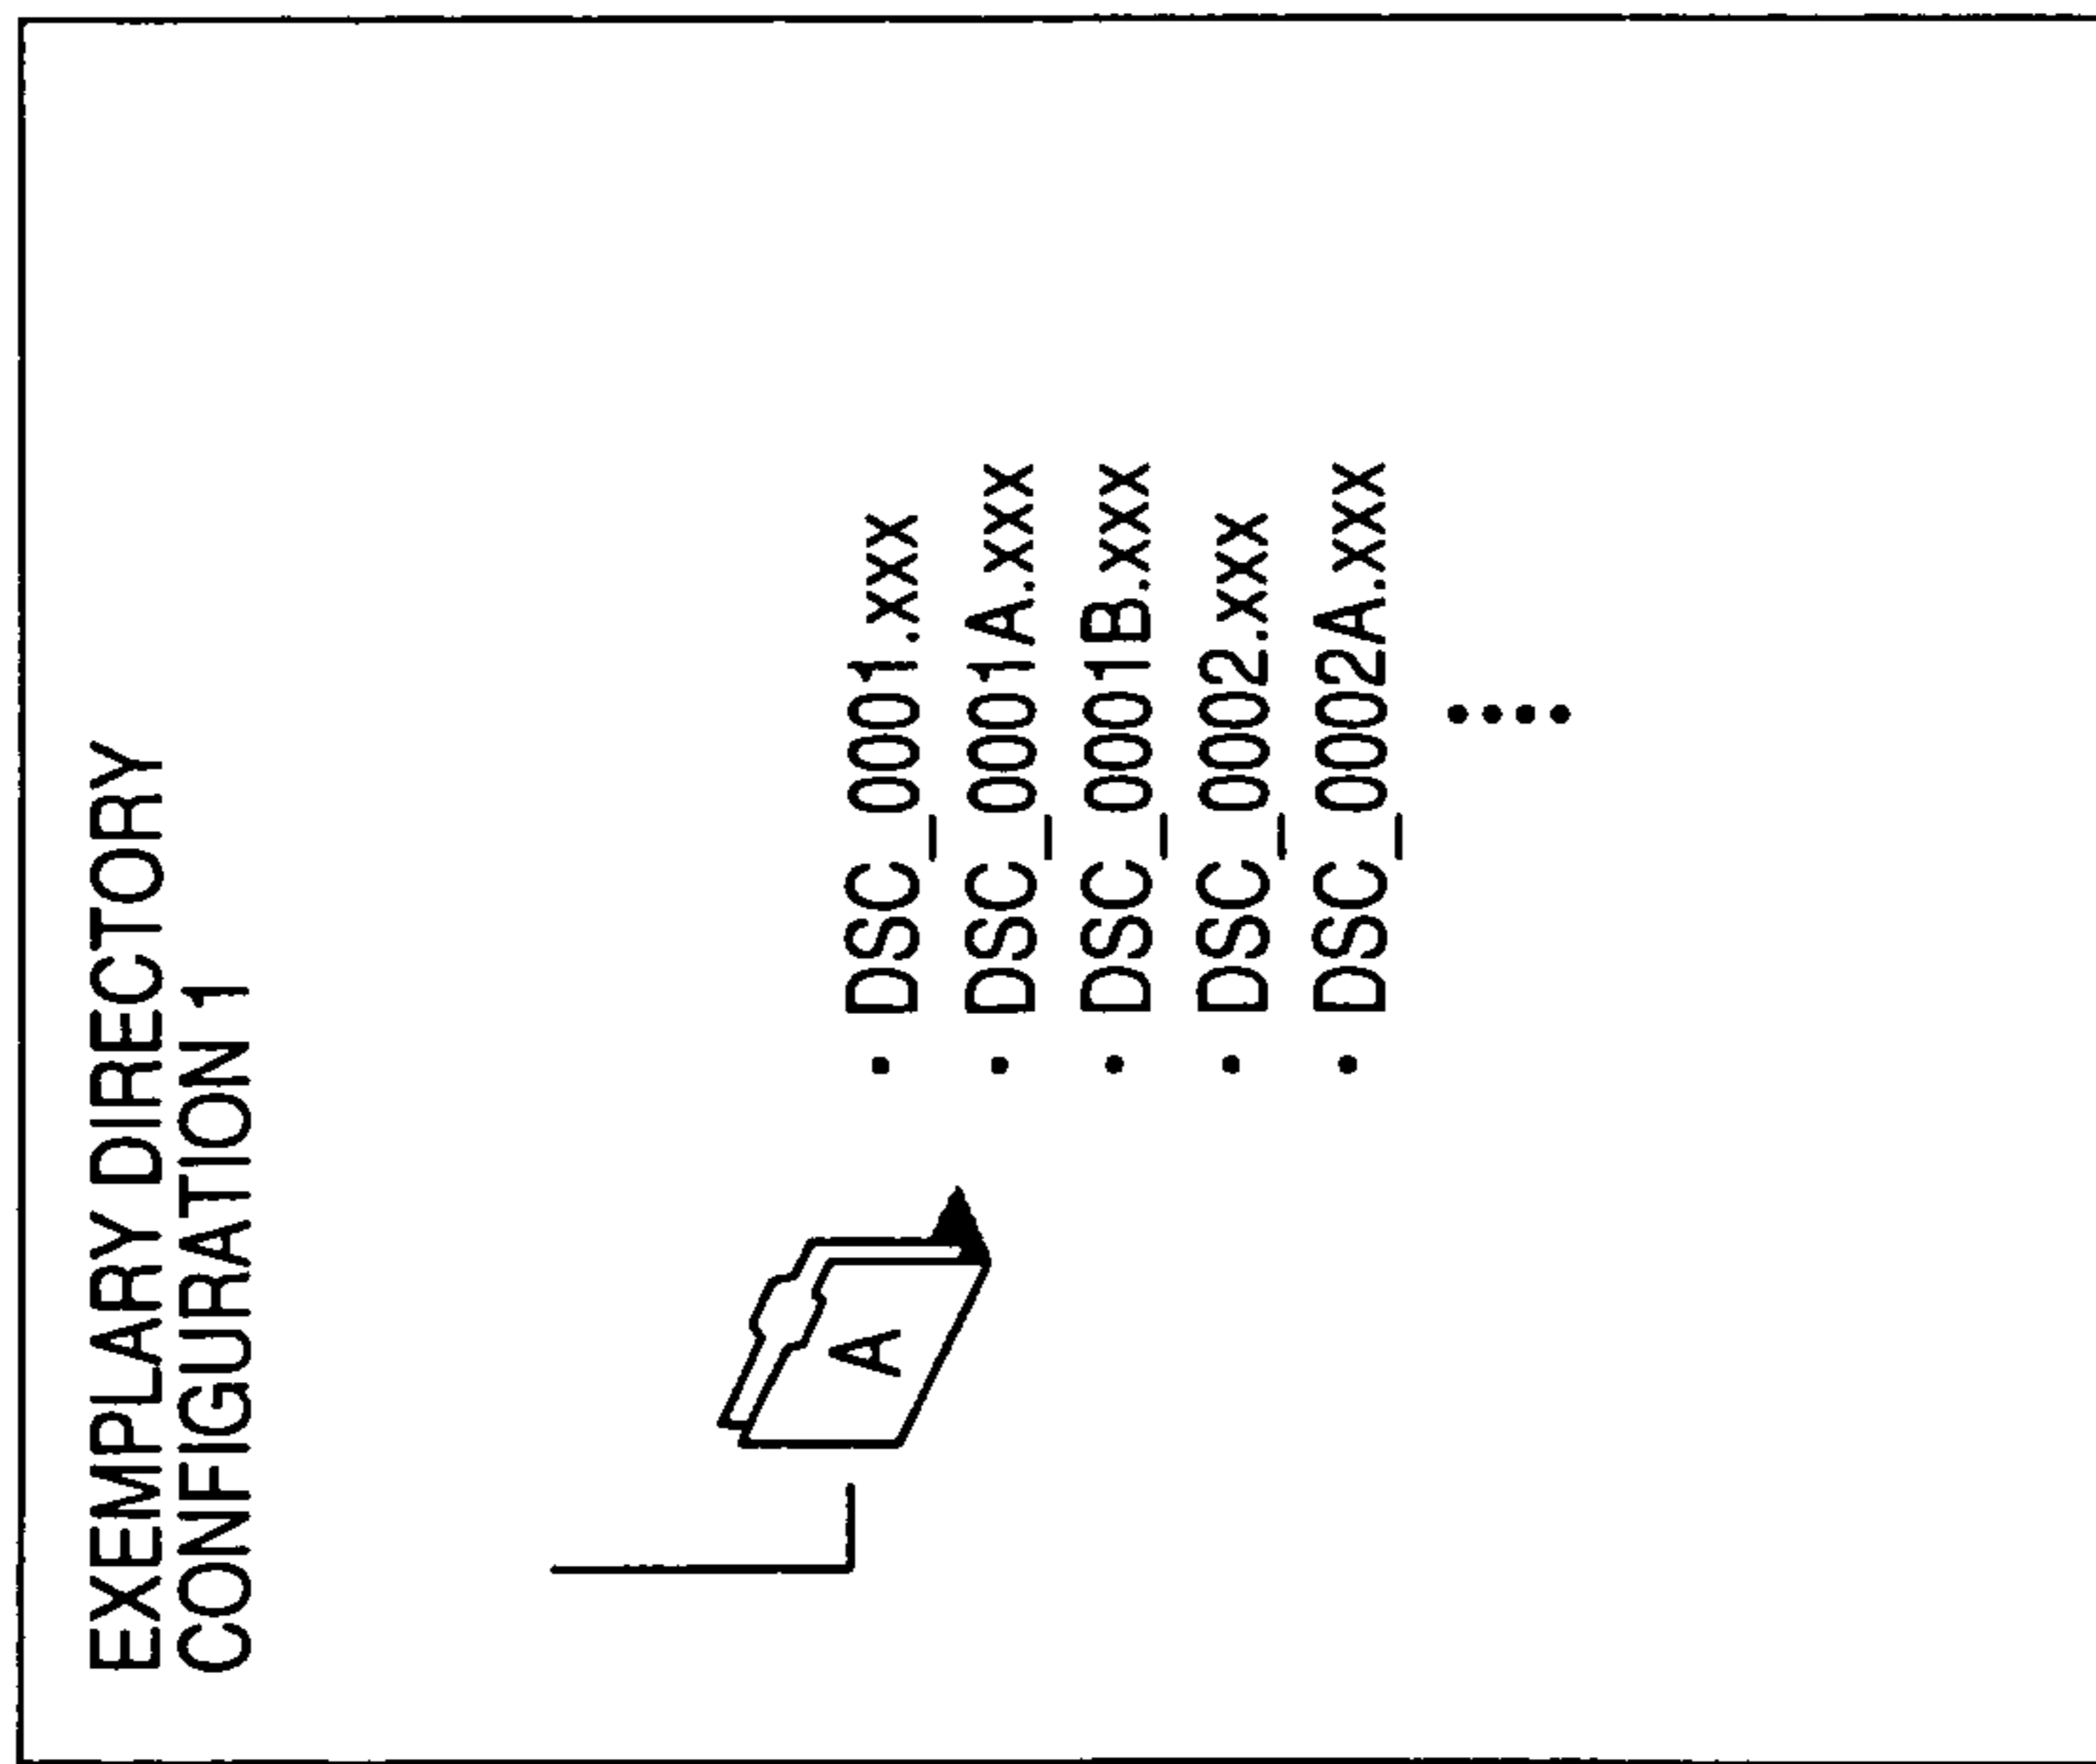 EXEMPLARY DIRECTORY
CONFIGURATION 1
A
• DSC_0001.xxx
• DSC_0001A.xxx
• DSC_0001B.xxx
• DSC_0002.xxx
• DSC_0002A.xxx
••••